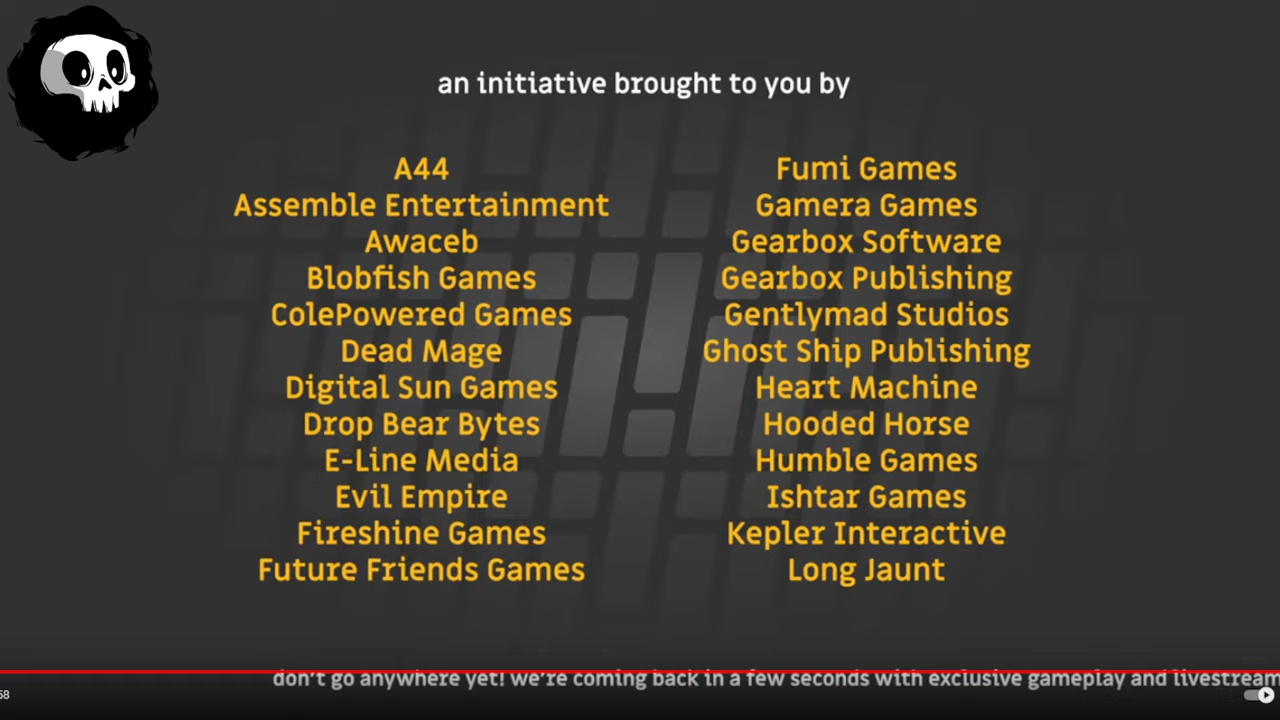 an initiative brought to you by
A44
Assemble Entertainment
Awaceb
Blobfish Games
ColePowered Games
Dead Mage
Digital Sun Games
Drop Bear Bytes
E-Line Media
Evil Empire
Fireshine Games
Future Friends Games
Fumi Games
Gamera Games
Gearbox Software
Gearbox Publishing
Gentlymad Studios
Ghost Ship Publishing
Heart Machine
Hooded Horse
Humble Games
Ishtar Games
Kepler Interactive
Long Jaunt
don't go anywhere yet! we're coming back in a few seconds with exclusive gameplay and livestream
58